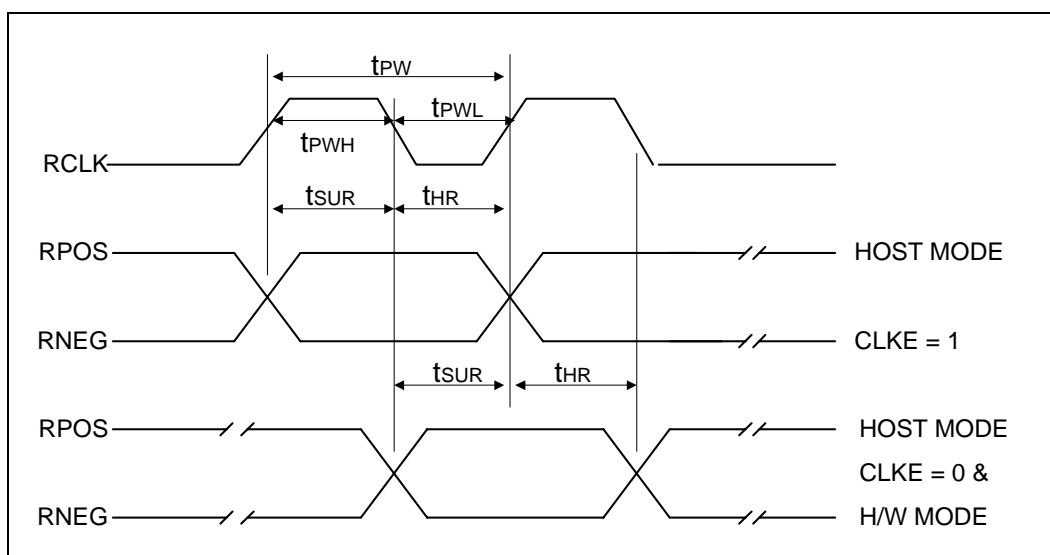 tPW
tPWL
tPWH
RCLK
tSUR tHR
RPOS HOST MODE
RNEG CLKE = 1
tSUR tHR
RPOS HOST MODE
CLKE = 0 &
RNEG H/W MODE